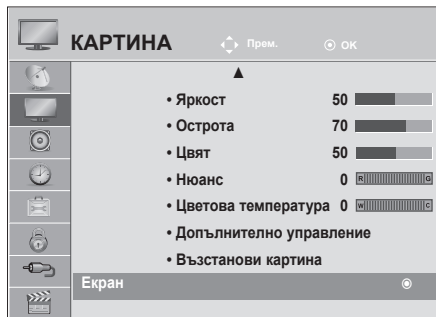 КАРТИНА Прем. OK
• Яркост 50
• Острота 70
• Цвят 50
• Нюанс 0 R G
• Цветова температура 0 W C
• Допълнително управление
• Възстанови картина
Екран